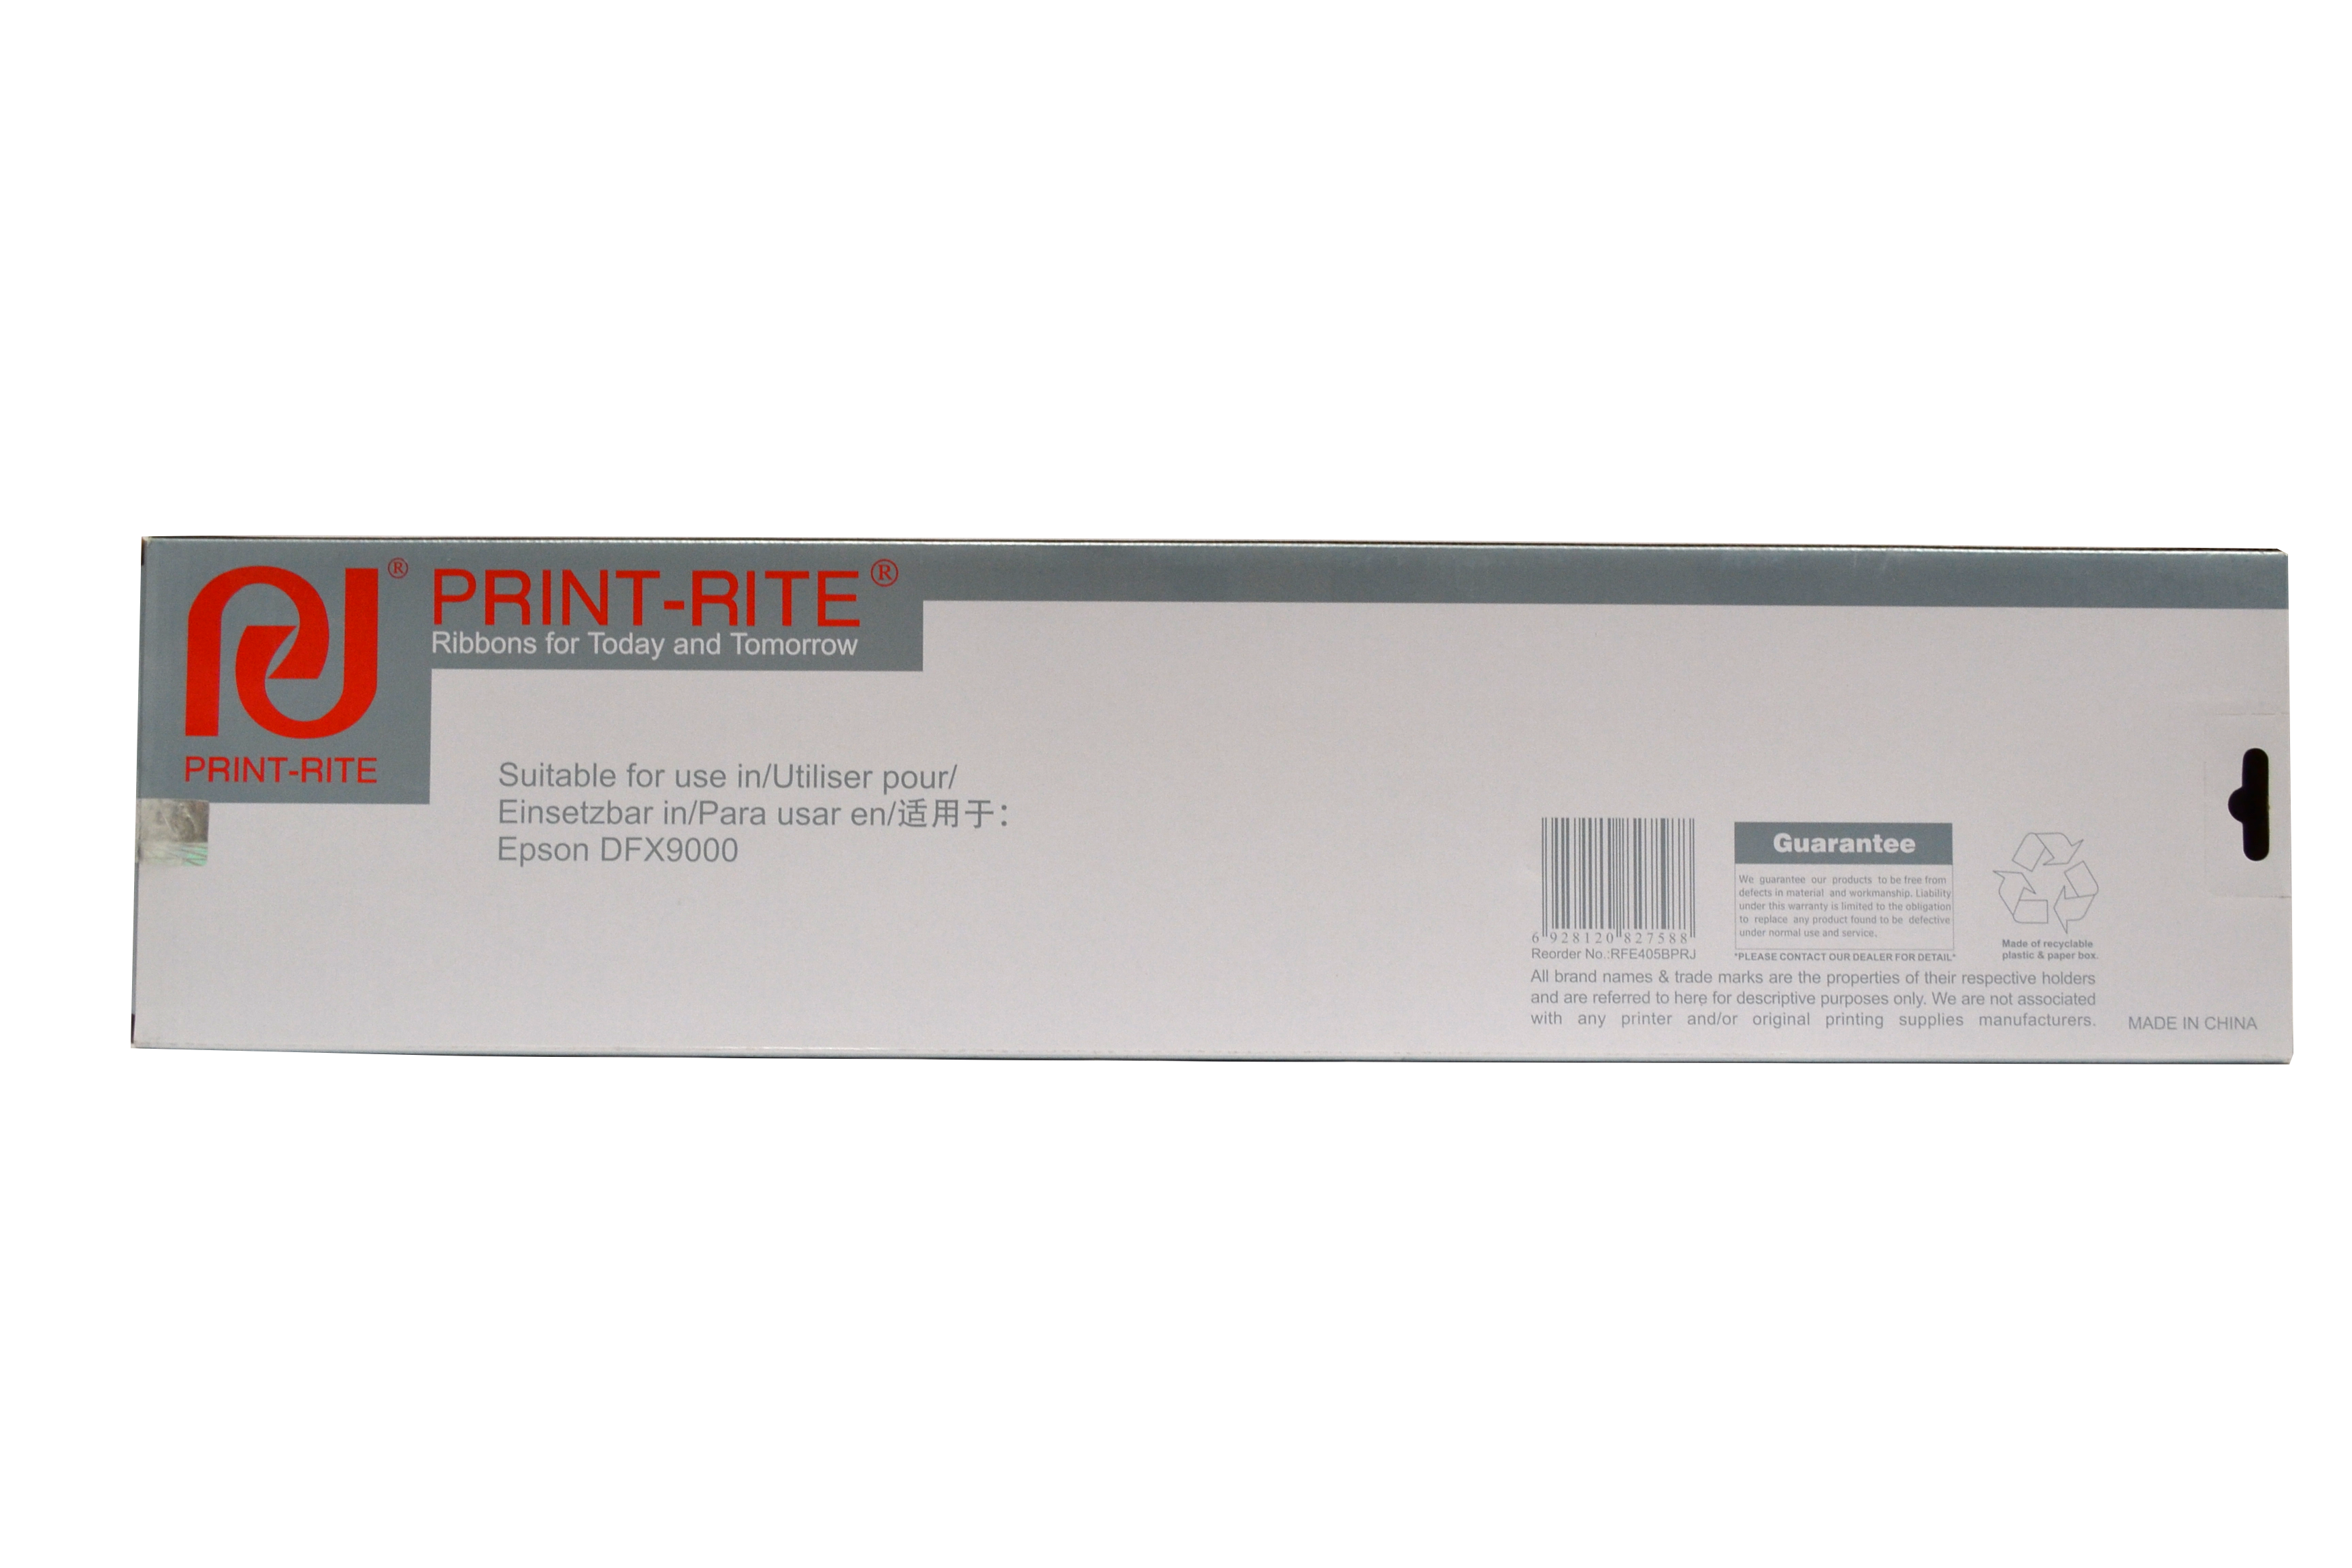 ®
PRINT-RITE®
Ribbons for Today and Tomorrow
PRINT-RITE
Suitable for use in/Utiliser pour/
Einsetzbar in/Para usar en/适用于：
Epson DFX9000
6 928120 827588
Reorder No.:RFE405BPRJ
Guarantee
We guarantee our products to be free from
defects in material and workmanship. Liability
under this warranty is limited to the obligation
to replace any product found to be defective
under normal use and service.
*PLEASE CONTACT OUR DEALER FOR DETAIL*
Made of recyclable
plastic & paper box.
All brand names & trade marks are the properties of their respective holders
and are referred to here for descriptive purposes only. We are not associated
with any printer and/or original printing supplies manufacturers.
MADE IN CHINA